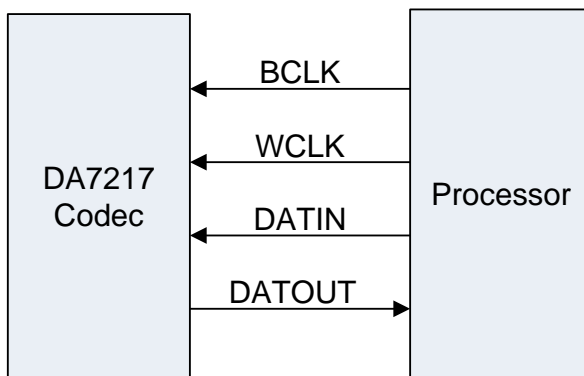 BCLK
WCLK
DA7217
Codec
Processor
DATIN
DATOUT